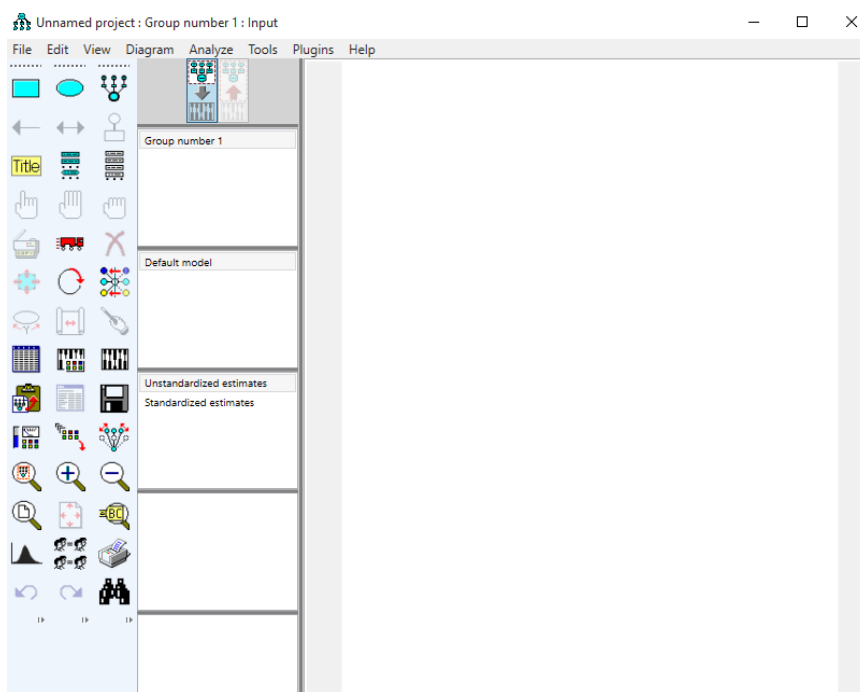 Unnamed project : Group number 1 : Input
File Edit View Diagram Analyze Tools Plugins Help
Group number 1
Title
Default model
Unstandardized estimates
Standardized estimates